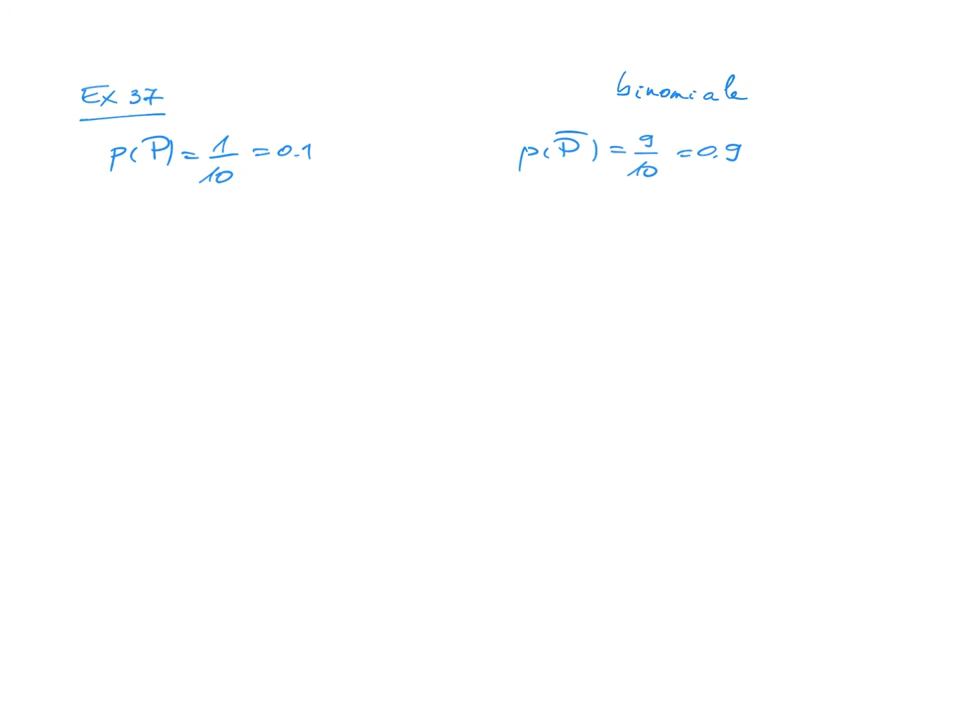 Ex 37 binomiale
p(P) = 1/10 = 0.1 p(P̅) = 9/10 = 0.9